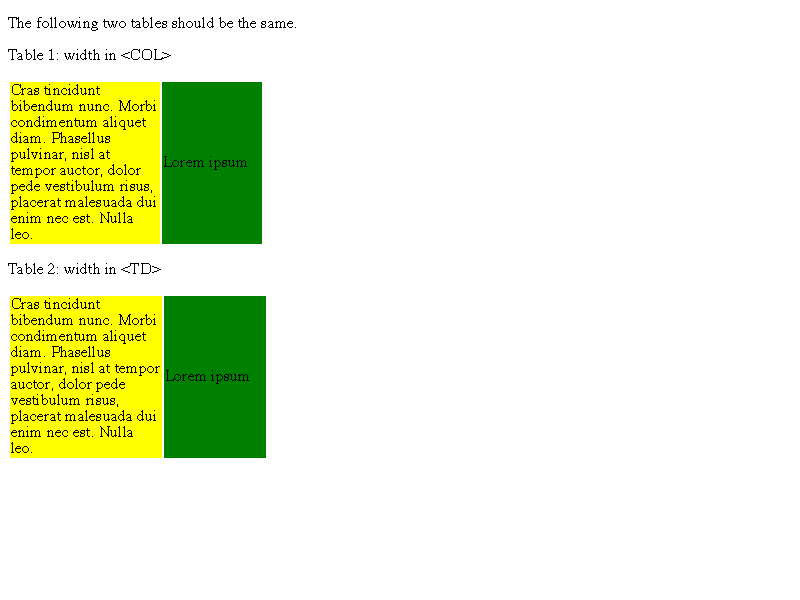 The following two tables should be the same.
Table 1: width in <COL>
Cras tincidunt
bibendum nunc. Morbi
condimentum aliquet
diam. Phasellus
pulvinar, nisl at
tempor auctor, dolor
pede vestibulum risus,
placerat malesuada dui
enim nec est. Nulla
leo.
Lorem ipsum
Table 2: width in <TD>
Cras tincidunt
bibendum nunc. Morbi
condimentum aliquet
diam. Phasellus
pulvinar, nisl at tempor
auctor, dolor pede
vestibulum risus,
placerat malesuada dui
enim nec est. Nulla
leo.
Lorem ipsum